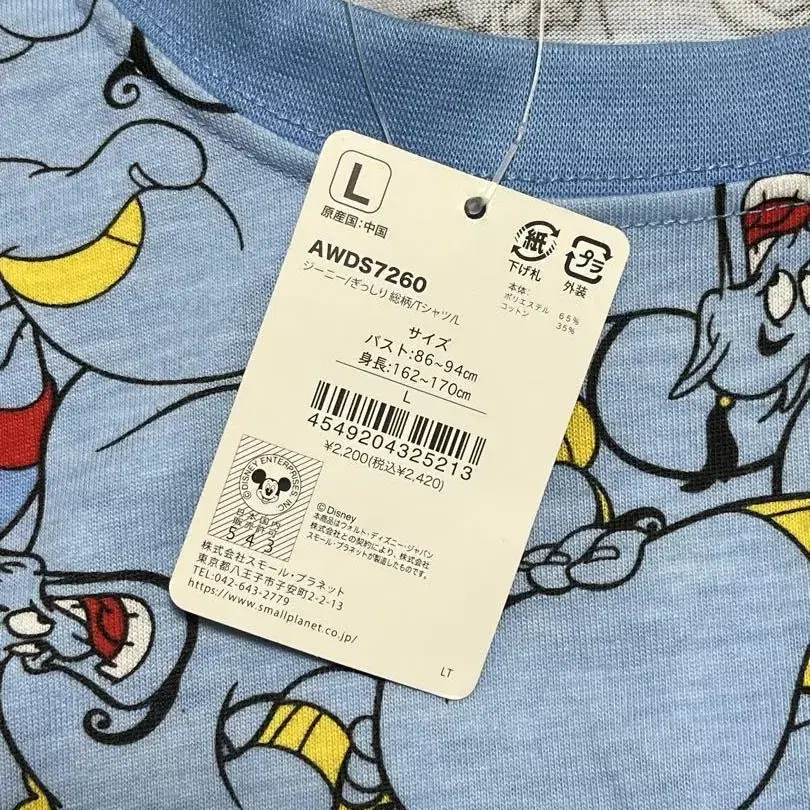 L
原産国:中国
AWDS7260
ジーニー/ぎっしり総柄/Tシャツ/L
サイズ
バスト:86~94cm
身長:162~170cm
L
4549204325213
¥2,200(税込¥2,420)
紙
下げ札
プラ
外装
本体:
ポリエステル 65%
コットン 35%
©DISNEY ENTERPRISES, INC.
日本国内
販売許可
543
©Disney
本商品はウォルト・ディズニー・ジャパン
株式会社との契約により、株式会社
スモール・プラネットが製造したものです。
株式会社スモール・プラネット
東京都八王子市子安町2-2-13
TEL:042-643-2779
https://www.smallplanet.co.jp/
LT